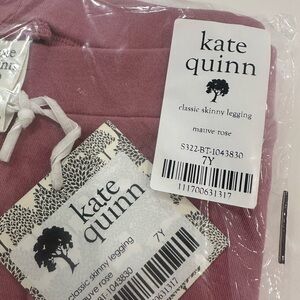 kate
quinn
classic skinny legging
mauve rose
S322-BT-1043830
7Y
111700631317
kate
quinn
classic skinny legging
mauve rose
7Y